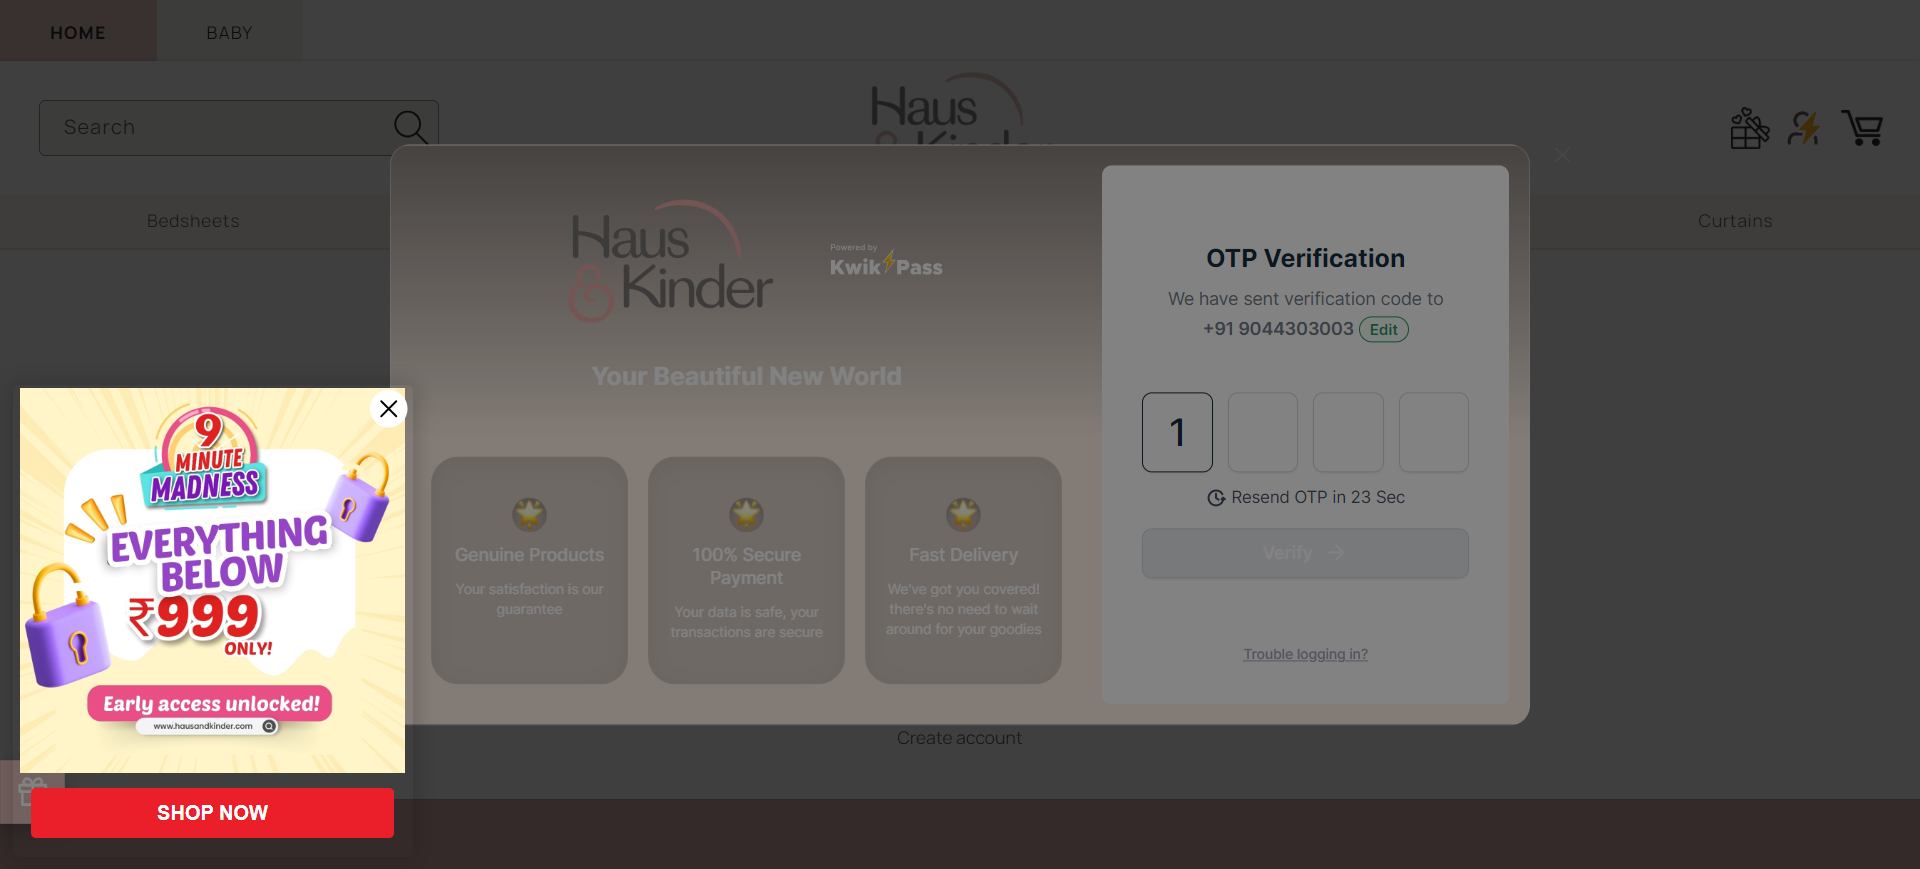 HOME
BABY
Search
Haus
& Kinder
Bedsheets
Curtains
Haus
& Kinder
Powered by
Kwik Pass
Your Beautiful New World
Genuine Products
Your satisfaction is our
guarantee
100% Secure
Payment
Your data is safe, your
transactions are secure
Fast Delivery
We've got you covered!
there's no need to wait
around for your goodies
OTP Verification
We have sent verification code to
+91 9044303003 Edit
1
Resend OTP in 23 Sec
Verify →
Trouble logging in?
Create account
9
MINUTE
MADNESS
EVERYTHING
BELOW
₹999
ONLY!
Early access unlocked!
www.hausandkinder.com
SHOP NOW